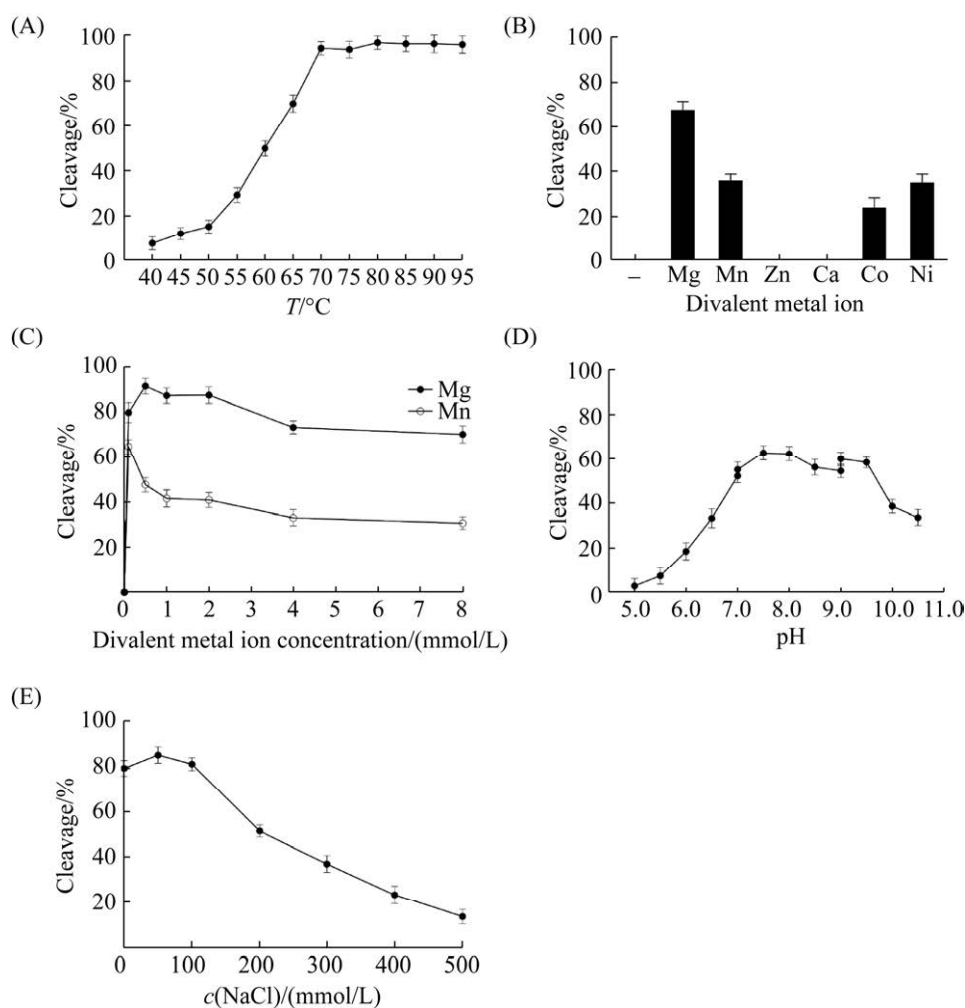 (A)
100
80
60
40
20
0
Cleavage/%
40 45 50 55 60 65 70 75 80 85 90 95
T/°C
(B)
100
80
60
40
20
0
Cleavage/%
– Mg Mn Zn Ca Co Ni
Divalent metal ion
(C)
100
80
60
40
20
Cleavage/%
Mg
Mn
0 1 2 3 4 5 6 7 8
Divalent metal ion concentration/(mmol/L)
(D)
100
80
60
40
20
0
Cleavage/%
5.0 6.0 7.0 8.0 9.0 10.0 11.0
pH
(E)
100
80
60
40
20
Cleavage/%
0 100 200 300 400 500
c(NaCl)/(mmol/L)